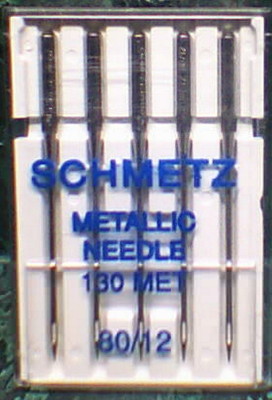 SCHMETZ
METALLIC
NEEDLE
130 MET
80/12